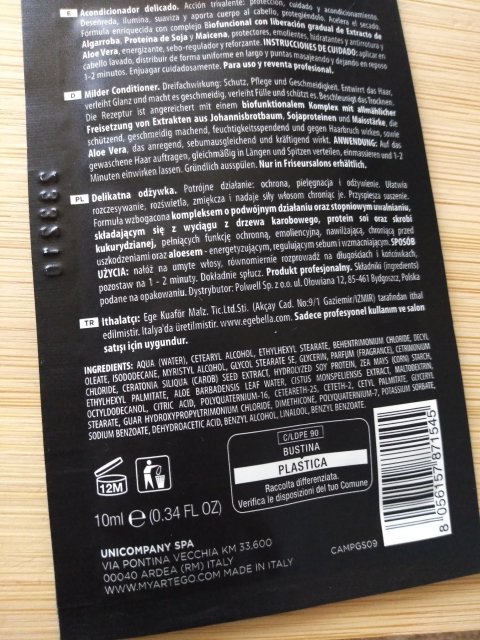 E Acondicionador delicado. Acción trivalente: protección, cuidado y acondicionamiento.
Desenreda, ilumina, suaviza y aporta cuerpo al cabello, protegiéndolo. Acelera el secado.
Fórmula enriquecida con complejo Biofuncional con liberación gradual de Extracto de
Algarroba, Proteína de Soja y Maicena, protectores, emolientes, hidratantes y antirrotura y
Aloe Vera, energizante, sebo-regulador y reforzante. INSTRUCCIONES DE CUIDADO: aplicar en
cabello lavado, distribuir de forma uniforme en largo y puntas masajeando y dejando en reposo
1-2 minutos. Enjuagar cuidadosamente. Para uso y reventa profesional.
D Milder Conditioner. Dreifachwirkung: Schutz, Pflege und Geschmeidigkeit. Entwirrt das Haar,
verleiht Glanz und macht es geschmeidig, verleiht Fülle und schützt es. Beschleunigt das Trocknen.
Die Rezeptur ist angereichert mit einem biofunktionalem Komplex mit allmählicher
Freisetzung von Extrakten aus Johannisbrotbaum, Sojaproteinen und Maisstärke, die
schützend, geschmeidig machend, feuchtigkeitsspendend und gegen Haarbruch wirken, sowie
Aloe Vera, das anregend, sebumausgleichend und kräftigend wirkt. ANWENDUNG: Auf das
gewaschene Haar auftragen, gleichmäßig in Längen und Spitzen verteilen, einmassieren und 1-2
Minuten einwirken lassen. Gründlich ausspülen. Nur in Friseursalons erhältlich.
PL Delikatna odżywka. Potrójne działanie: ochrona, pielęgnacja i odżywienie. Ułatwia
rozczesywanie, rozświetla, zmiękcza i nadaje siły włosom chroniąc je. Przyspiesza suszenie.
Formuła wzbogacona kompleksem o podwójnym działaniu oraz stopniowym uwalnianiu,
składającym się z wyciągu z drzewa karobowego, protein soi oraz skrobi
kukurydzianej, pełniących funkcję ochronną, emoliencyjną, nawilżającą, chroniącą przed
uszkodzeniami oraz aloesem - energetyzującym, regulującym sebum i wzmacniającym. SPOSÓB
UŻYCIA: nałóż na umyte włosy, równomiernie rozprowadź na długościach i końcówkach,
pozostaw na 1 - 2 minuty. Dokładnie spłucz. Produkt profesjonalny. Składniki (ingredients)
podane na opakowaniu. Dystrybutor: Polwell Sp. z o.o. ul. Ołowiana 12, 85-461 Bydgoszcz, Polska
TR İthalatçı: Ege Kuaför Malz. Tic.Ltd.Sti. (Akçay Cad. No:9/1 Gaziemir/IZMIR) tarafından ithal
edilmistir. Italya'da üretilmistir. www.egebella.com. Sadece profesyonel kullanım ve salon
satışı için uygundur.
INGREDIENTS: AQUA (WATER), CETEARYL ALCOHOL, ETHYLHEXYL STEARATE, BEHENTRIMONIUM CHLORIDE, DECYL
OLEATE, ISODODECANE, MYRISTYL ALCOHOL, GLYCOL STEARATE SE, GLYCERIN, PARFUM (FRAGRANCE), CETRIMONIUM
CHLORIDE, CERATONIA SILIQUA (CAROB) SEED EXTRACT, HYDROLYZED SOY PROTEIN, ZEA MAYS (CORN) STARCH,
ETHYLHEXYL PALMITATE, ALOE BARBADENSIS LEAF WATER, CISTUS MONSPELIENSIS EXTRACT, MALTODEXTRIN,
OCTYLDODECANOL, CITRIC ACID, POLYQUATERNIUM-16, CETEARETH-25, CETETH-2, CETYL PALMITATE, GLYCERYL
STEARATE, GUAR HYDROXYPROPYLTRIMONIUM CHLORIDE, DIMETHICONE, POLYQUATERNIUM-7, POTASSIUM SORBATE,
SODIUM BENZOATE, DEHYDROACETIC ACID, BENZYL ALCOHOL, LINALOOL, BENZYL BENZOATE.
12M
C/LDPE 90
BUSTINA
PLASTICA
Raccolta differenziata.
Verifica le disposizioni del tuo Comune
10ml e (0.34 FL OZ)
UNICOMPANY SPA
VIA PONTINA VECCHIA KM 33.600
00040 ARDEA (RM) ITALY
WWW.MYARTEGO.COM MADE IN ITALY
CAMPGS09
8 056157 871545